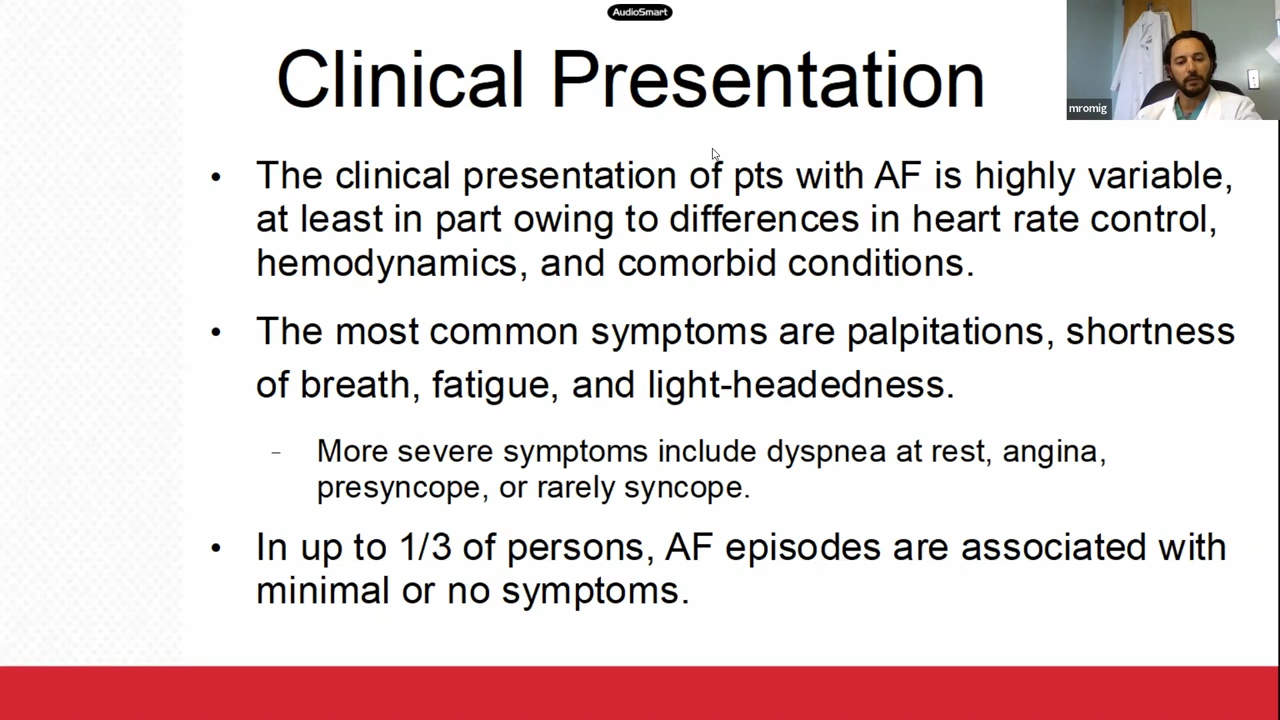 AudioSmart
Clinical Presentation
mromig
• The clinical presentation of pts with AF is highly variable,
at least in part owing to differences in heart rate control,
hemodynamics, and comorbid conditions.
• The most common symptoms are palpitations, shortness
of breath, fatigue, and light-headedness.
– More severe symptoms include dyspnea at rest, angina,
presyncope, or rarely syncope.
• In up to 1/3 of persons, AF episodes are associated with
minimal or no symptoms.